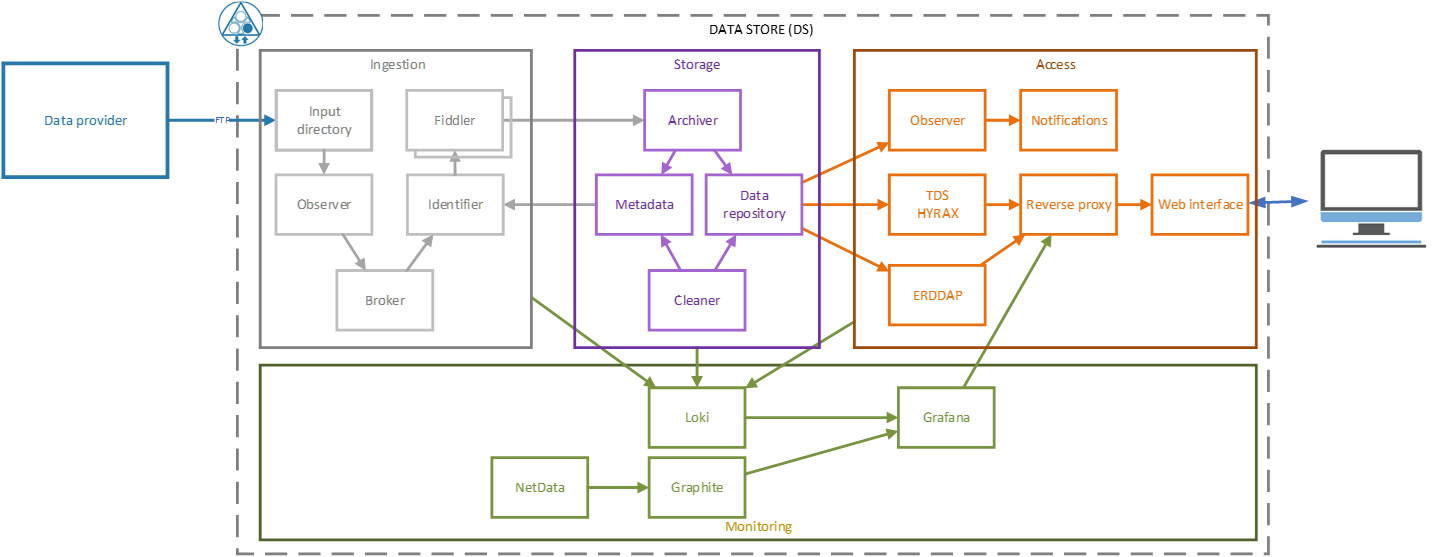 DATA STORE (DS)
Data provider
FTP
Ingestion
Input
directory
Fiddler
Observer
Identifier
Broker
Storage
Archiver
Metadata
Data
repository
Cleaner
Access
Observer
Notifications
TDS
HYRAX
Reverse proxy
Web interface
ERDDAP
Loki
Grafana
NetData
Graphite
Monitoring